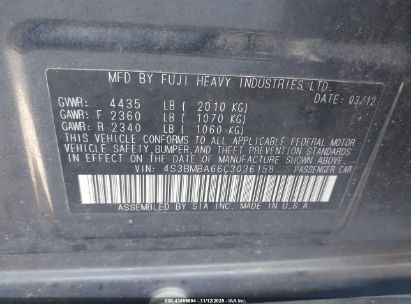 MFD. BY FUJI HEAVY INDUSTRIES, LTD.
GVWR: 4435 LB ( 2010 KG) DATE: 03/12
GAWR: F 2360 LB ( 1070 KG)
GAWR: R 2340 LB ( 1060 KG)
THIS VEHICLE CONFORMS TO ALL APPLICABLE FEDERAL MOTOR
VEHICLE SAFETY, BUMPER, AND THEFT PREVENTION STANDARDS
IN EFFECT ON THE DATE OF MANUFACTURE SHOWN ABOVE.
VIN: 4S3BMBA66C3036158 PASSENGER CAR
ASSEMBLED BY SIA, INC. MADE IN U.S.A.
11/12/2025